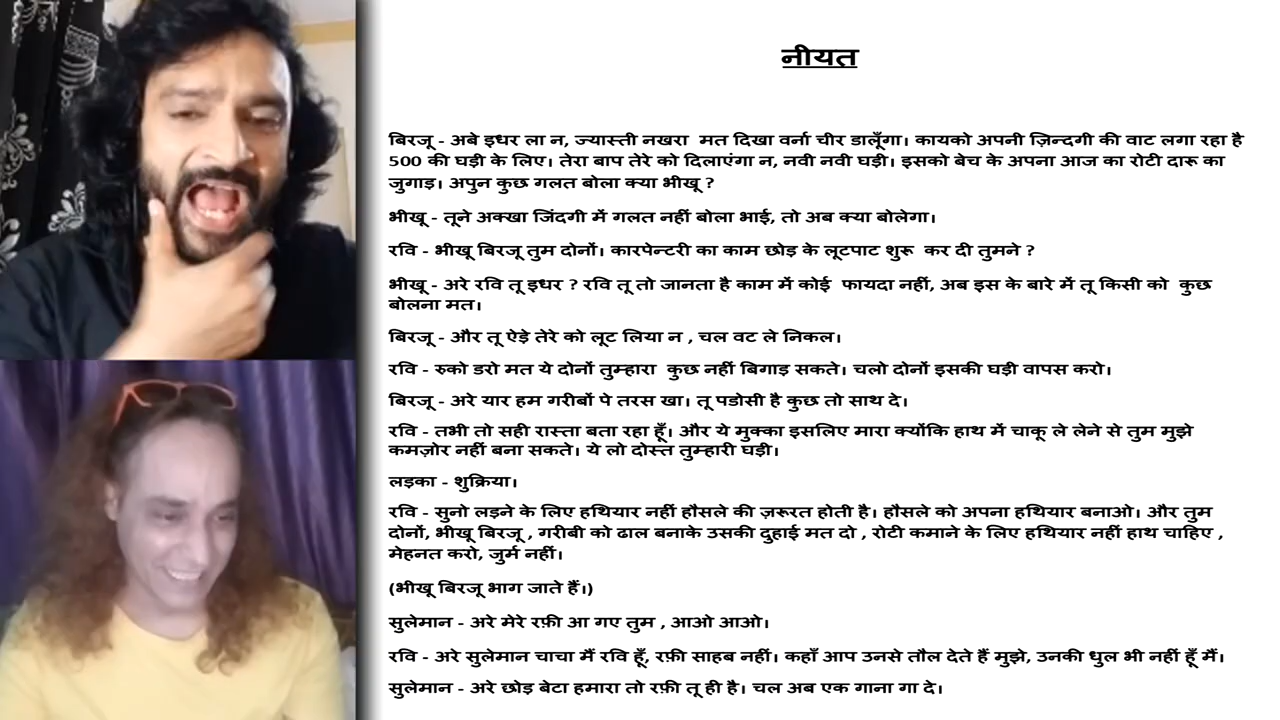 नीयत
बिरजू - अबे इधर ला न, ज्यास्ती नखरा मत दिखा वर्ना चीर डालूँगा। कायको अपनी ज़िन्दगी की वाट लगा रहा है
500 की घड़ी के लिए। तेरा बाप तेरे को दिलाएंगा न, नवी नवी घड़ी। इसको बेच के अपना आज का रोटी दारू का
जुगाड़। अपुन कुछ गलत बोला क्या भीखू ?
भीखू - तूने अक्खा जिंदगी में गलत नहीं बोला भाई, तो अब क्या बोलेगा।
रवि - भीखू बिरजू तुम दोनों। कारपेन्टरी का काम छोड़ के लूटपाट शुरू कर दी तुमने ?
भीखू - अरे रवि तू इधर ? रवि तू तो जानता है काम में कोई फायदा नहीं, अब इस के बारे में तू किसी को कुछ
बोलना मत।
बिरजू - और तू ऐड़े तेरे को लूट लिया न , चल वट ले निकल।
रवि - रुको डरो मत ये दोनों तुम्हारा कुछ नहीं बिगाड़ सकते। चलो दोनों इसकी घड़ी वापस करो।
बिरजू - अरे यार हम गरीबों पे तरस खा। तू पडोसी है कुछ तो साथ दे।
रवि - तभी तो सही रास्ता बता रहा हूँ। और ये मुक्का इसलिए मारा क्योंकि हाथ में चाकू ले लेने से तुम मुझे
कमज़ोर नहीं बना सकते। ये लो दोस्त तुम्हारी घड़ी।
लड़का - शुक्रिया।
रवि - सुनो लड़ने के लिए हथियार नहीं हौसले की ज़रूरत होती है। हौसले को अपना हथियार बनाओ। और तुम
दोनों, भीखू बिरजू , गरीबी को ढाल बनाके उसकी दुहाई मत दो , रोटी कमाने के लिए हथियार नहीं हाथ चाहिए ,
मेहनत करो, जुर्म नहीं।
(भीखू बिरजू भाग जाते हैं।)
सुलेमान - अरे मेरे रफ़ी आ गए तुम , आओ आओ।
रवि - अरे सुलेमान चाचा मैं रवि हूँ, रफ़ी साहब नहीं। कहाँ आप उनसे तौल देते हैं मुझे, उनकी धुल भी नहीं हूँ मैं।
सुलेमान - अरे छोड़ बेटा हमारा तो रफ़ी तू ही है। चल अब एक गाना गा दे।